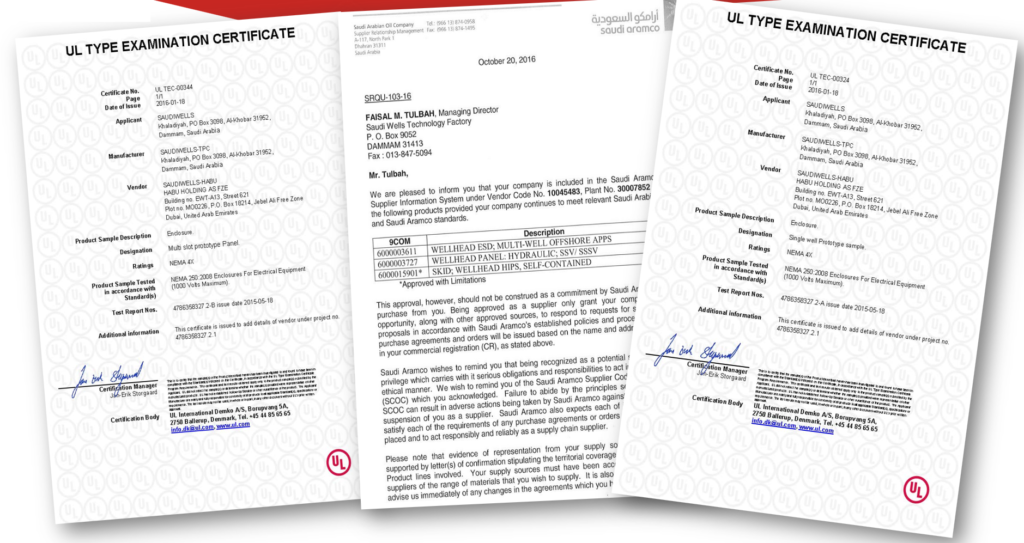 UL TYPE EXAMINATION CERTIFICATE
Certificate No. UL TEC-00344
Page 1/1
Date of Issue 2016-01-18
Applicant SAUDIWELLS
Khaladiyah, PO Box 3098, Al-Khobar 31952,
Dammam, Saudi Arabia
Manufacturer SAUDIWELLS-TPC
Khaladiyah, PO Box 3098, Al-Khobar 31952,
Dammam, Saudi Arabia
Vendor SAUDIWELLS-HABU
HABU HOLDING AS FZE
Building no. EWT-A13, Street 621
Plot no. MO0226, P.O. Box 18214, Jebel Ali Free Zone
Dubai, United Arab Emirates
Product Sample Description Enclosure.
Designation Multi slot prototype Panel.
Ratings NEMA 4X
Product Sample Tested
in accordance with
Standard(s) NEMA 250:2008 Enclosures For Electrical Equipment
(1000 Volts Maximum).
Test Report Nos. 4786358327.2-B issue date 2015-05-18
Additional information This certificate is issued to add details of vendor under project no.
4786358327.2.1
Certification Manager
Jan-Erik Storgaard
Certification Body UL International Demko A/S, Borupvang 5A,
2750 Ballerup, Denmark, Tel. +45 44 85 65 65
info.dk@ul.com, www.ul.com
UL
Saudi Arabian Oil Company Tel: (966 13) 874-0958
Supplier Relationship Management Fax: (966 13) 874-1495
A-117, North Park 1
Dhahran 31311
Saudi Arabia
أرامكو السعودية
saudi aramco
October 20, 2016
SRQU-103-16
FAISAL M. TULBAH, Managing Director
Saudi Wells Technology Factory
P. O. Box 9052
DAMMAM 31413
Fax : 013-847-5094
Mr. Tulbah,
We are pleased to inform you that your company is included in the Saudi Aramc
Supplier Information System under Vendor Code No. 10045483, Plant No. 30007852
the following products provided your company continues to meet relevant Saudi Arab
and Saudi Aramco standards.
9COM Description
6000003611 WELLHEAD ESD; MULTI-WELL OFFSHORE APPS
6000003727 WELLHEAD PANEL: HYDRAULIC; SSV/ SSSV
6000015901* SKID; WELLHEAD HIPS, SELF-CONTAINED
*Approved with Limitations
This approval, however, should not be construed as a commitment by Saudi Ar
purchase from you. Being approved as a supplier only grant your comp
opportunity, along with other approved sources, to respond to requests for
proposals in accordance with Saudi Aramco's established policies and proce
purchase agreements and orders will be issued based on the name and addr
in your commercial registration (CR), as stated above.
Saudi Aramco wishes to remind you that being recognized as a potential
privilege which carries with it serious obligations and responsibilities to act i
ethical manner. We wish to remind you of the Saudi Aramco Supplier Cod
(SCOC) which you acknowledged. Failure to abide by the principles s
SCOC can result in adverse actions being taken by Saudi Aramco agains
suspension of you as a supplier. Saudi Aramco also expects each of
satisfy each of the requirements of any purchase agreements or orders
placed and to act responsibly and reliably as a supply chain supplier.
Please note that evidence of representation from your supply so
supported by letter(s) of confirmation stipulating the territorial coverage
Product lines involved. Your supply sources must have been acc
suppliers of the range of materials that you wish to supply. It is also
advise us immediately of any changes in the agreements which you h
UL TYPE EXAMINATION CERTIFICATE
Certificate No. UL TEC-00324
Page 1/1
Date of Issue 2016-01-18
Applicant SAUDIWELLS
Khaladiyah, PO Box 3098, Al-Khobar 31952,
Dammam, Saudi Arabia
Manufacturer SAUDIWELLS-TPC
Khaladiyah, PO Box 3098, Al-Khobar 31952,
Dammam, Saudi Arabia
Vendor SAUDIWELLS-HABU
HABU HOLDING AS FZE
Building no. EWT-A13, Street 621
Plot no. MO0226, P.O. Box 18214, Jebel Ali Free Zone
Dubai, United Arab Emirates
Product Sample Description Enclosure.
Designation Single well Prototype sample.
Ratings NEMA 4X
Product Sample Tested
in accordance with
Standard(s) NEMA 250:2008 Enclosures For Electrical Equipment
(1000 Volts Maximum).
Test Report Nos. 4786358327.2-A issue date 2015-05-18
Additional information This certificate is issued to add details of vendor under project no.
4786358327.2.1
Certification Manager
Jan-Erik Storgaard
Certification Body UL International Demko A/S, Borupvang 5A,
2750 Ballerup, Denmark, Tel. +45 44 85 65 65
info.dk@ul.com, www.ul.com
UL